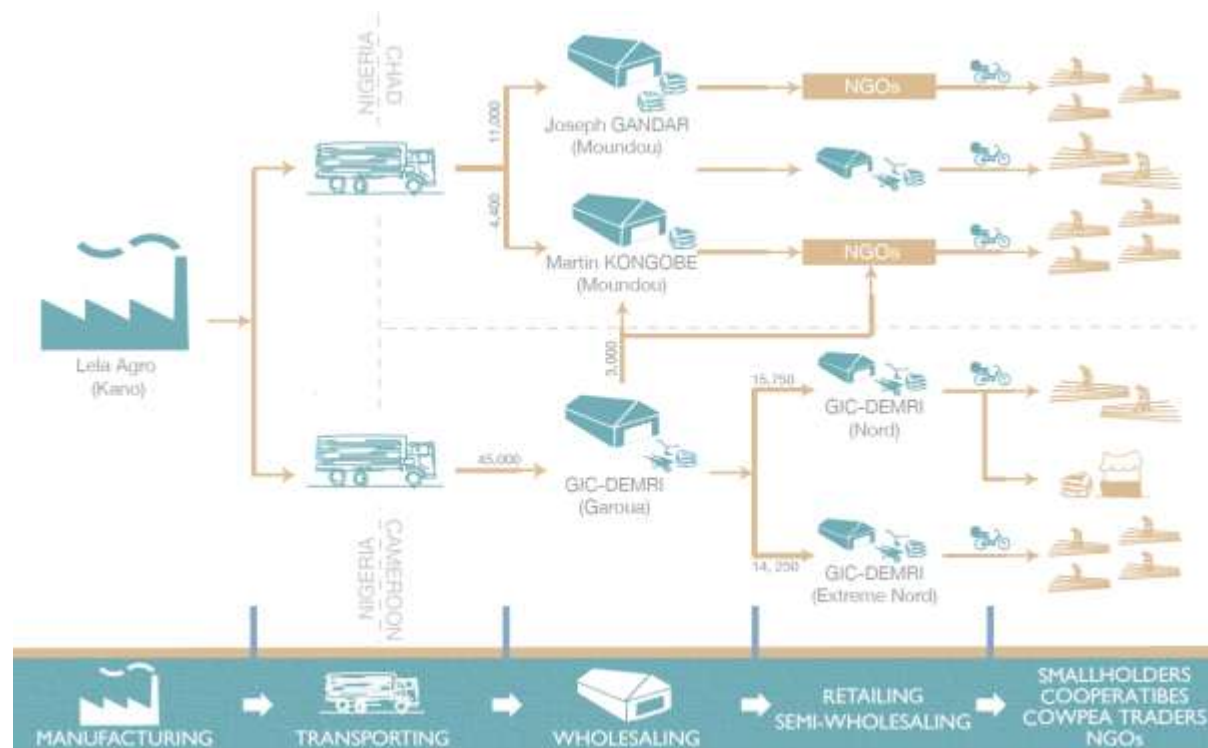 NIGERIA
CHAD
11,000
4,400
Joseph GANDAR
(Moundou)
NGOs
Martin KONGOBE
(Moundou)
NGOs
Lela Agro
(Kano)
3,000
45,000
GIC-DEMRI
(Garoua)
15,750
GIC-DEMRI
(Nord)
14, 250
GIC-DEMRI
(Extreme Nord)
NIGERIA
CAMEROON
MANUFACTURING
TRANSPORTING
WHOLESALING
RETAILING
SEMI-WHOLESALING
SMALLHOLDERS
COOPERATIBES
COWPEA TRADERS
NGOs